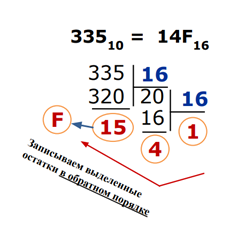 335₁₀ = 14F₁₆
335 16
320 20 16
F 15 16 1
4
Записываем выделенные
остатки в обратном порядке